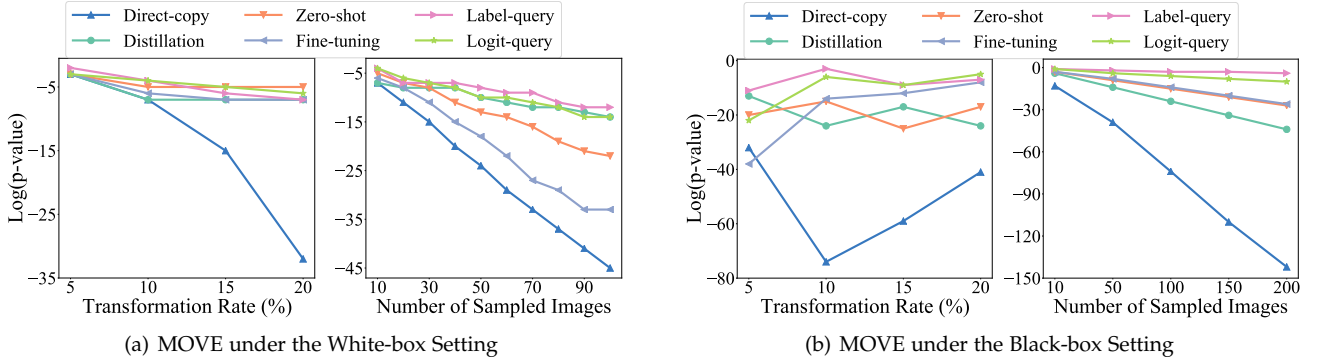 Direct-copy Zero-shot Label-query
Distillation Fine-tuning Logit-query
Log(p-value)
−5
−15
−25
−35
5 10 15 20
Transformation Rate (%)
−5
−15
−25
−35
−45
10 30 50 70 90
Number of Sampled Images
(a) MOVE under the White-box Setting
Direct-copy Zero-shot Label-query
Distillation Fine-tuning Logit-query
Log(p-value)
0
−20
−40
−60
−80
5 10 15 20
Transformation Rate (%)
0
−30
−60
−90
−120
−150
10 50 100 150 200
Number of Sampled Images
(b) MOVE under the Black-box Setting